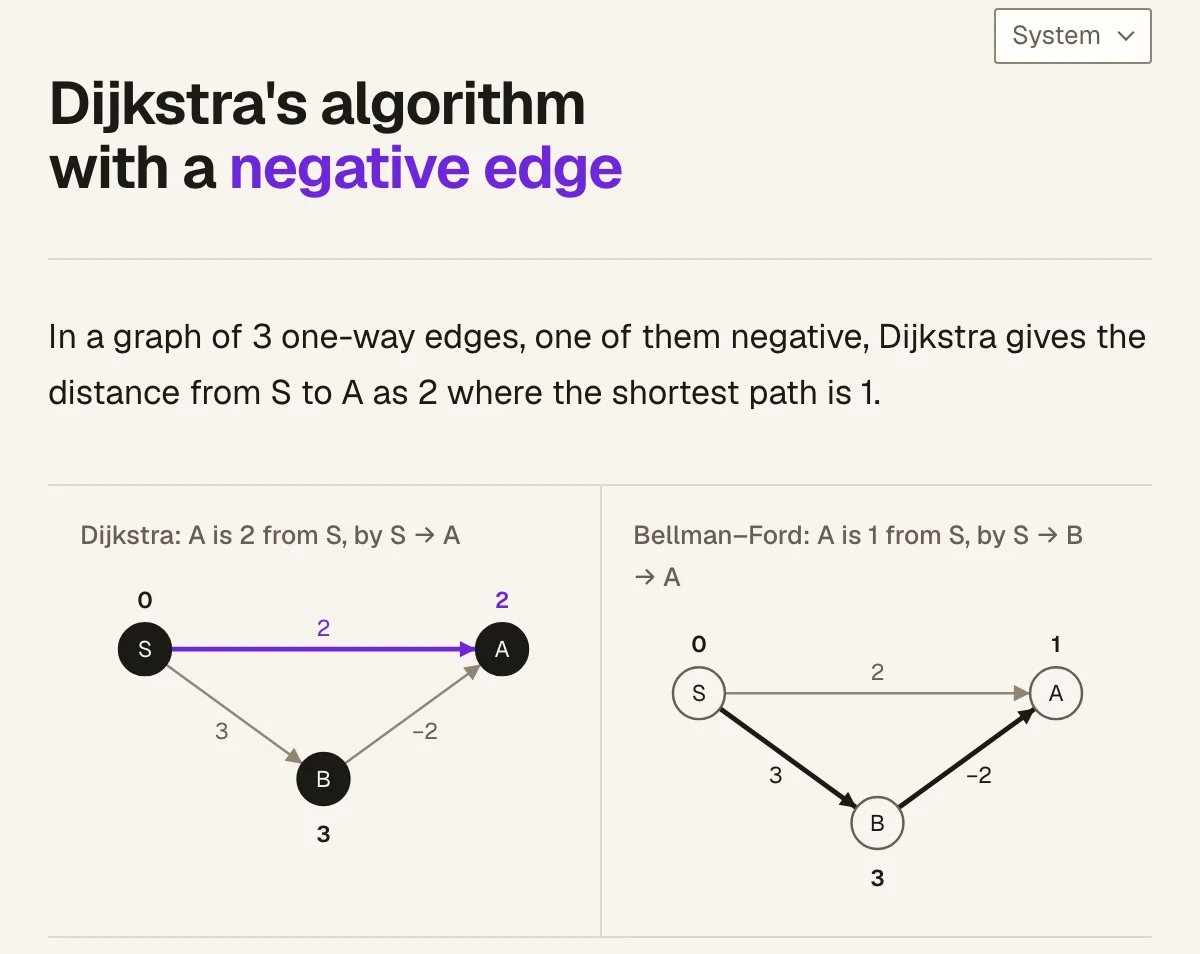 System
Dijkstra's algorithm
with a negative edge
In a graph of 3 one-way edges, one of them negative, Dijkstra gives the
distance from S to A as 2 where the shortest path is 1.
Dijkstra: A is 2 from S, by S → A
0
2
2
S
A
3
−2
B
3
Bellman–Ford: A is 1 from S, by S → B
→ A
0
1
2
S
A
3
−2
B
3